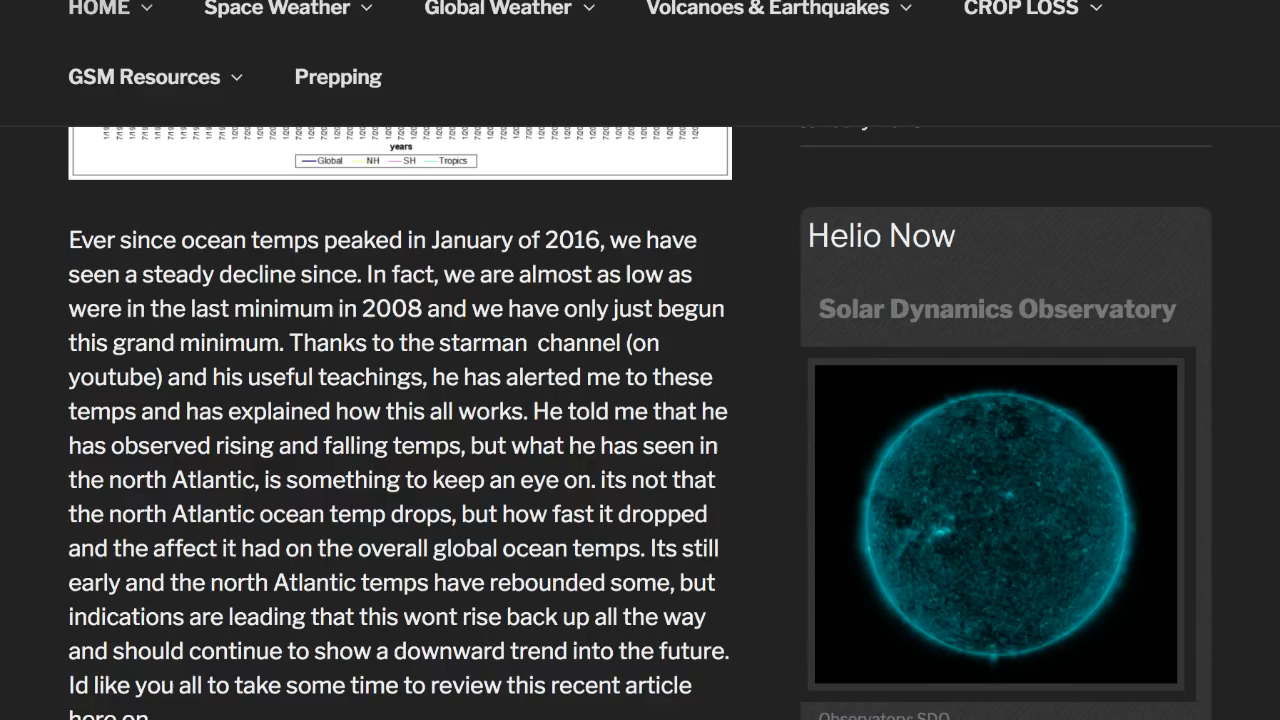 HOME
Space Weather
Global Weather
Volcanoes & Earthquakes
CROP LOSS
GSM Resources
Prepping
years
Global NH SH Tropics
Ever since ocean temps peaked in January of 2016, we have
seen a steady decline since. In fact, we are almost as low as
were in the last minimum in 2008 and we have only just begun
this grand minimum. Thanks to the starman channel (on
youtube) and his useful teachings, he has alerted me to these
temps and has explained how this all works. He told me that he
has observed rising and falling temps, but what he has seen in
the north Atlantic, is something to keep an eye on. its not that
the north Atlantic ocean temp drops, but how fast it dropped
and the affect it had on the overall global ocean temps. Its still
early and the north Atlantic temps have rebounded some, but
indications are leading that this wont rise back up all the way
and should continue to show a downward trend into the future.
Id like you all to take some time to review this recent article
here on
Helio Now
Solar Dynamics Observatory
Observatory: SDO